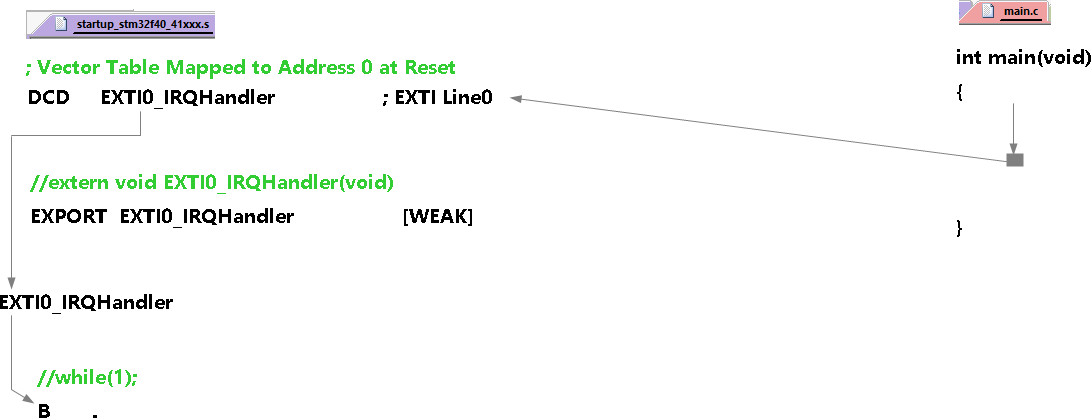 startup_stm32f40_41xxx.s
; Vector Table Mapped to Address 0 at Reset
DCD EXTI0_IRQHandler ; EXTI Line0
//extern void EXTI0_IRQHandler(void)
EXPORT EXTI0_IRQHandler [WEAK]
EXTI0_IRQHandler
//while(1);
B .
main.c
int main(void)
{
}